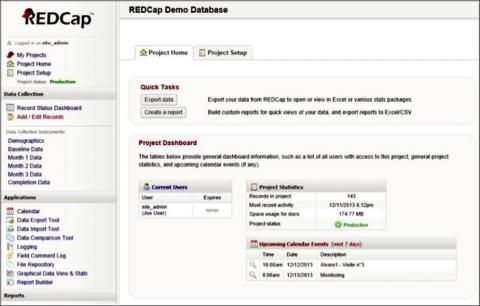 REDCap
REDCap Demo Database
Logged in as site_admin
My Projects
Project Home
Project Setup
Project status: Production
Data Collection
Record Status Dashboard
Add / Edit Records
Data Collection Instruments:
Demographics
Baseline Data
Month 1 Data
Month 2 Data
Month 3 Data
Completion Data
Applications
Calendar
Data Export Tool
Data Import Tool
Data Comparison Tool
Logging
Field Comment Log
File Repository
Graphical Data View & Stats
Report Builder
Reports
Project Home Project Setup
Quick Tasks
Export data Export your data from REDCap to open or view in Excel or various stats packages.
Create a report Build custom reports for quick views of your data, and export reports to Excel/CSV.
Project Dashboard
The tables below provide general dashboard information, such as a list of all users with access to this project, general project
statistics, and upcoming calendar events (if any).
Current Users
User Expires
site_admin never
(Joe User)
Project Statistics
Records in project 143
Most recent activity 12/11/2013 8:12pm
Space usage for docs 174.77 MB
Project status Production
Upcoming Calendar Events (next 7 days)
Time Date Description
10:00am 12/12/2013 Alvaro1 - Visite n°3
8:00am 12/13/2013 Monitoring